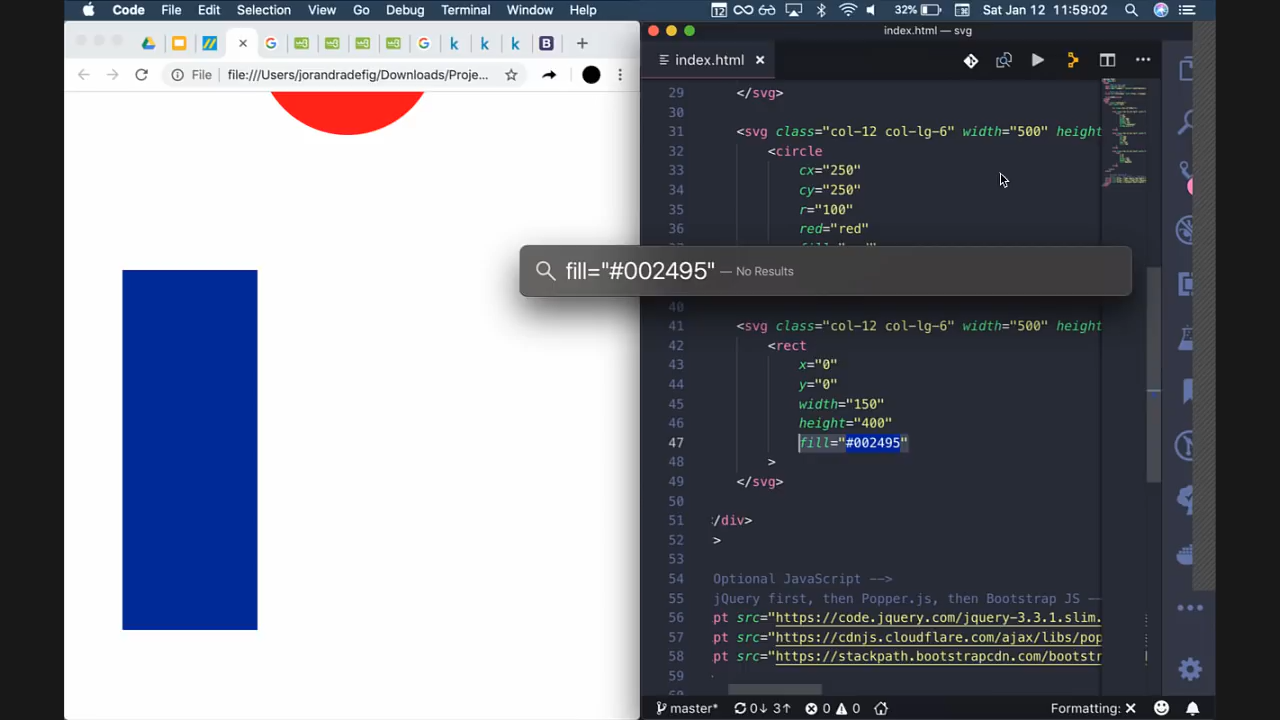 Code File Edit Selection View Go Debug Terminal Window Help 12 32% Sat Jan 12 11:59:02
File file:///Users/jorandradefig/Downloads/Proje...
index.html — svg
index.html
29 </svg>
30
31 <svg class="col-12 col-lg-6" width="500" height
32 <circle
33 cx="250"
34 cy="250"
35 r="100"
36 red="red"
fill="#002495" — No Results
40
41 <svg class="col-12 col-lg-6" width="500" height
42 <rect
43 x="0"
44 y="0"
45 width="150"
46 height="400"
47 fill="#002495"
48 >
49 </svg>
50
51 /div>
52 >
53
54 Optional JavaScript -->
55 jQuery first, then Popper.js, then Bootstrap JS --
56 pt src="https://code.jquery.com/jquery-3.3.1.slim.
57 pt src="https://cdnjs.cloudflare.com/ajax/libs/pop
58 pt src="https://stackpath.bootstrapcdn.com/bootstr
59
master* 0↓ 3↑ 0 0 Formatting: ×